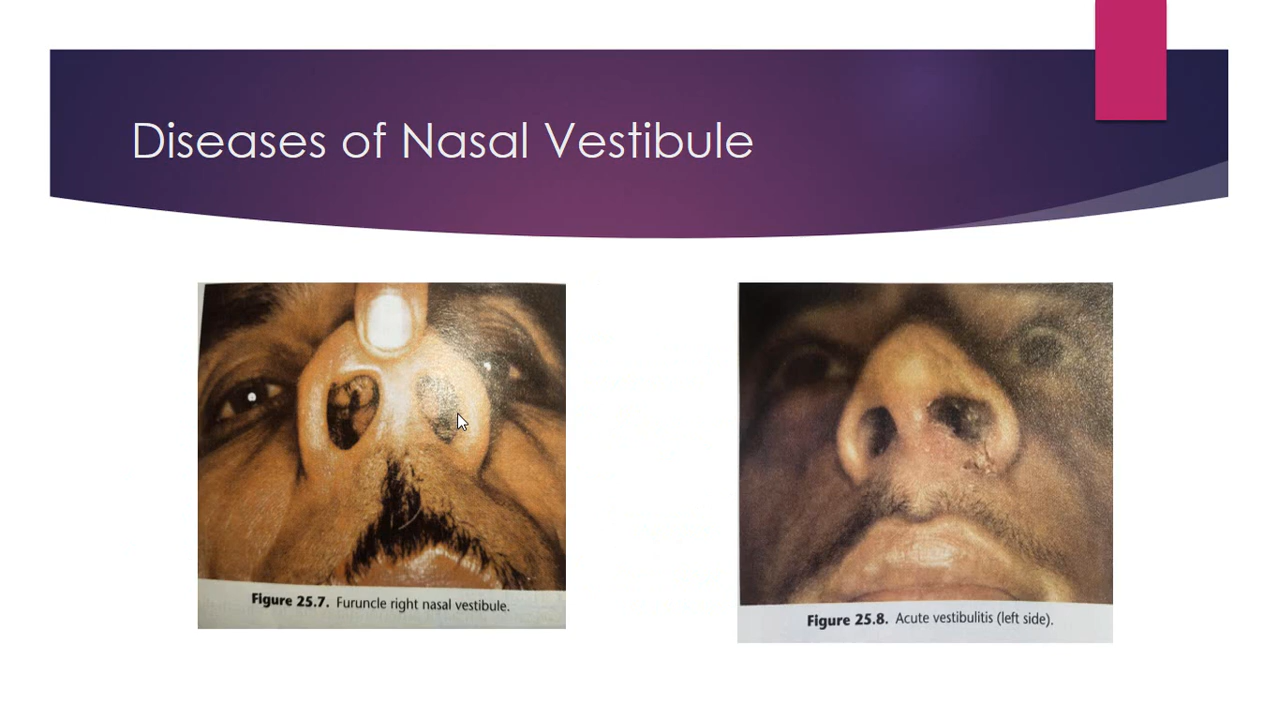 Diseases of Nasal Vestibule
Figure 25.7. Furuncle right nasal vestibule.
Figure 25.8. Acute vestibulitis (left side).